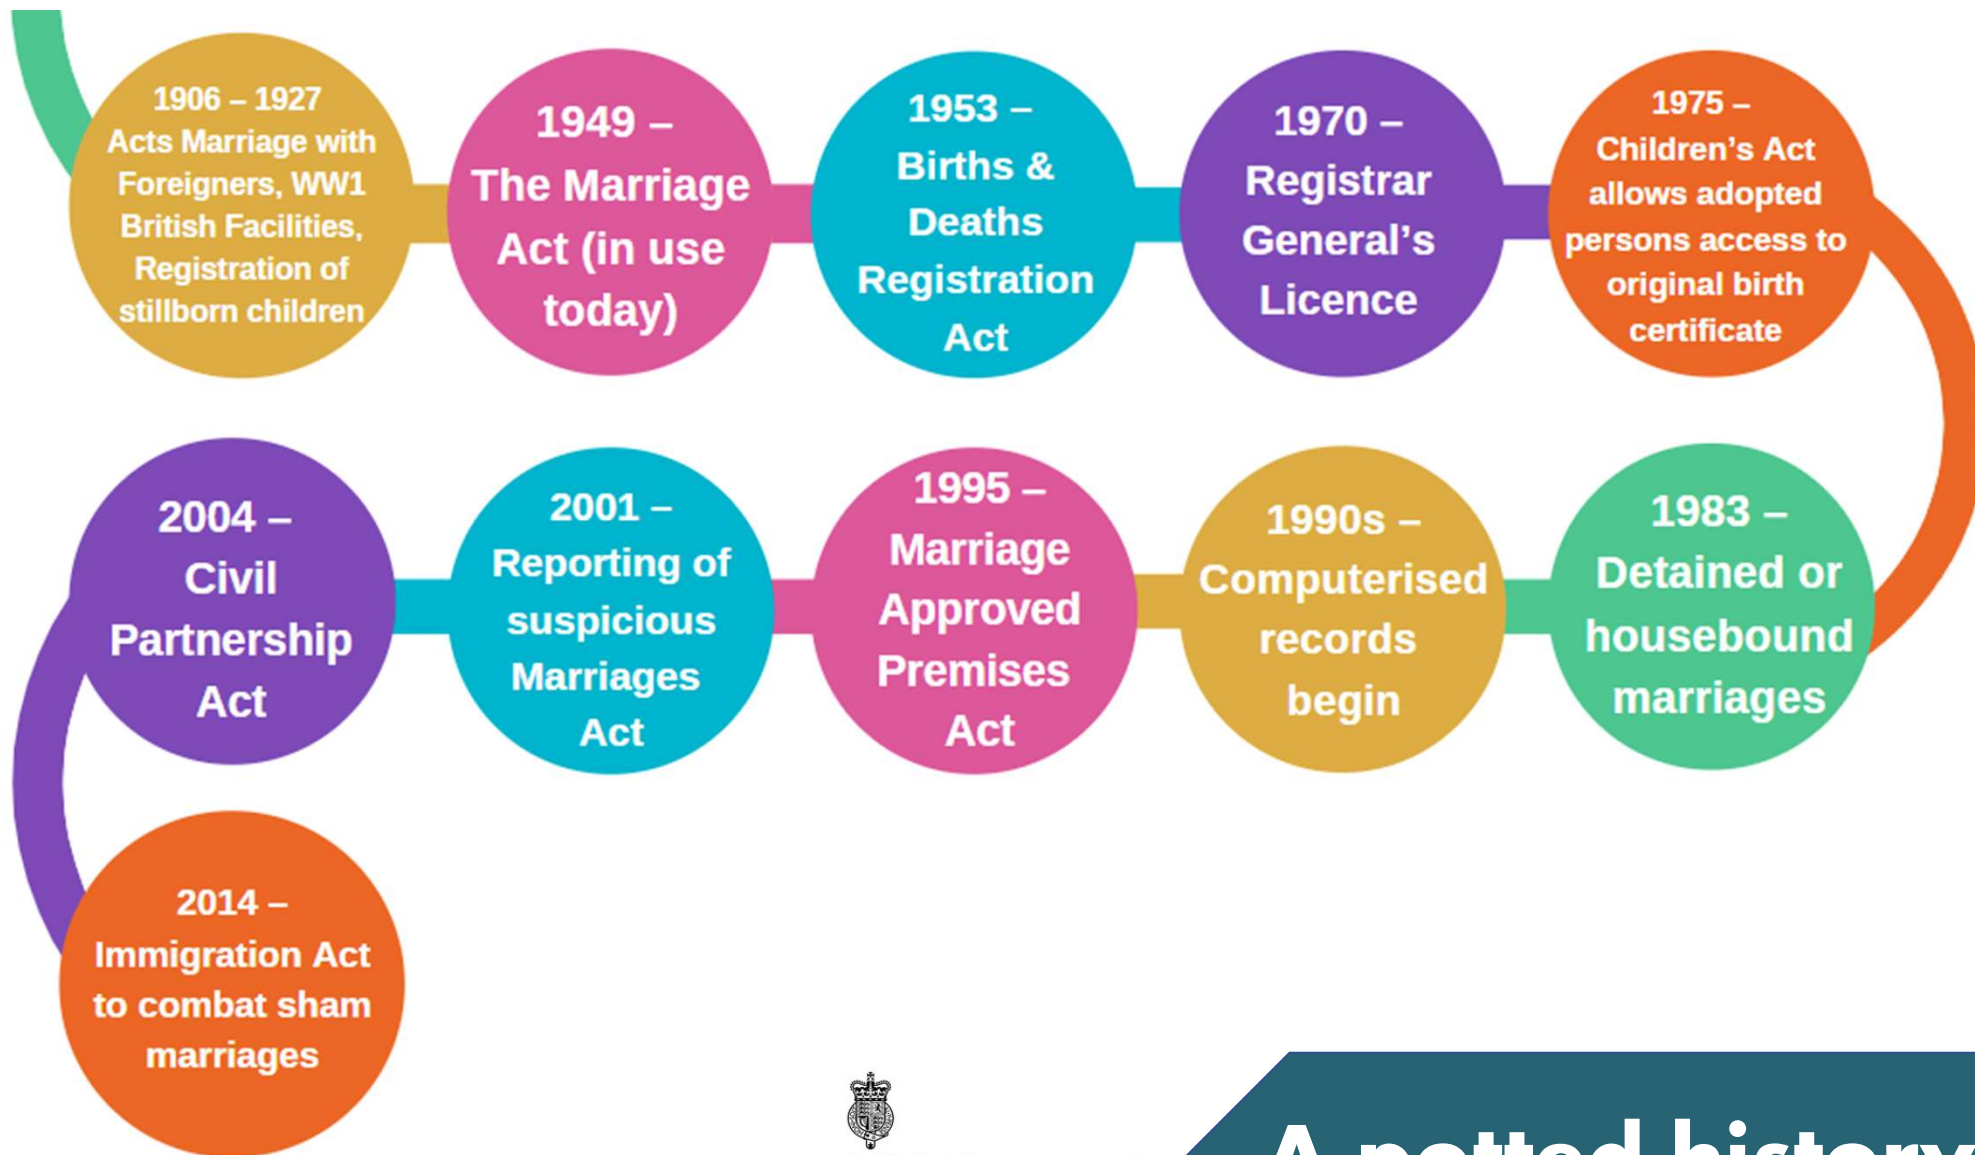 1906 – 1927
Acts Marriage with
Foreigners, WW1
British Facilities,
Registration of
stillborn children
1949 –
The Marriage
Act (in use
today)
1953 –
Births &
Deaths
Registration
Act
1970 –
Registrar
General’s
Licence
1975 –
Children’s Act
allows adopted
persons access to
original birth
certificate
1983 –
Detained or
housebound
marriages
1990s –
Computerised
records
begin
1995 –
Marriage
Approved
Premises
Act
2001 –
Reporting of
suspicious
Marriages
Act
2004 –
Civil
Partnership
Act
2014 –
Immigration Act
to combat sham
marriages
A potted history